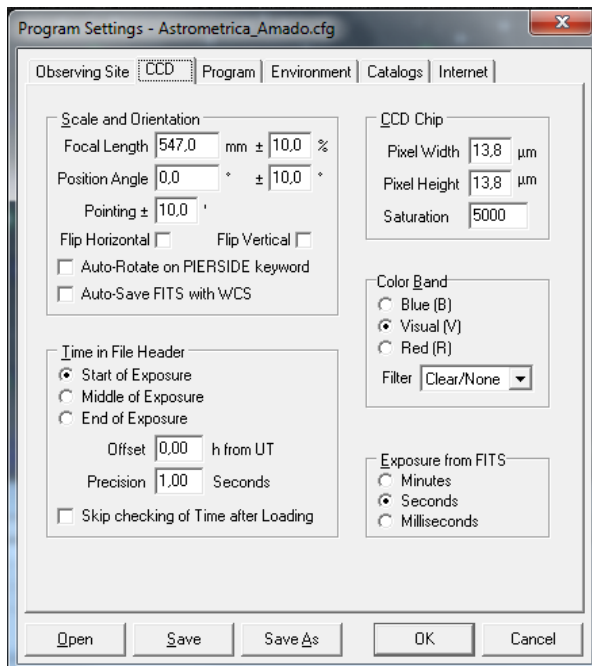 Program Settings - Astrometrica_Amado.cfg
Observing Site CCD Program Environment Catalogs Internet
Scale and Orientation
Focal Length 547,0 mm ± 10,0 %
Position Angle 0,0 ° ± 10,0 °
Pointing ± 10,0 '
Flip Horizontal Flip Vertical
Auto-Rotate on PIERSIDE keyword
Auto-Save FITS with WCS
Time in File Header
Start of Exposure
Middle of Exposure
End of Exposure
Offset 0,00 h from UT
Precision 1,00 Seconds
Skip checking of Time after Loading
CCD Chip
Pixel Width 13,8 µm
Pixel Height 13,8 µm
Saturation 5000
Color Band
Blue (B)
Visual (V)
Red (R)
Filter Clear/None
Exposure from FITS
Minutes
Seconds
Milliseconds
Open Save Save As OK Cancel